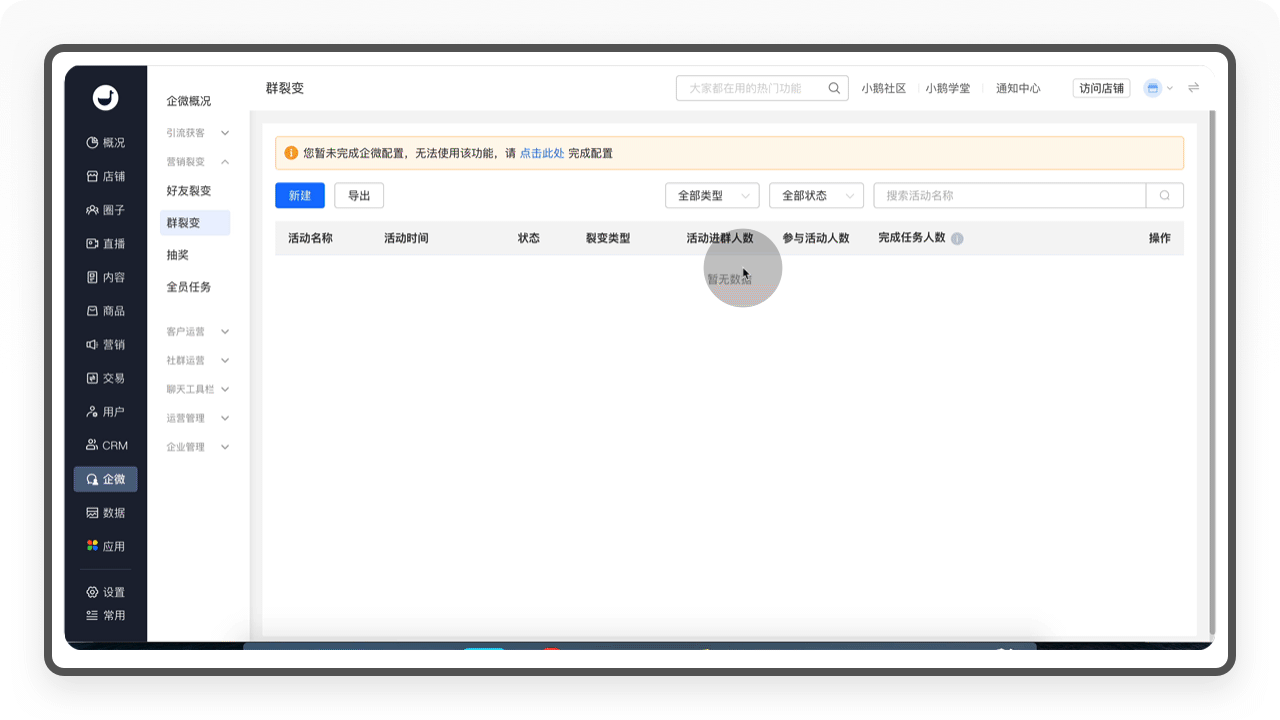 群裂变
大家都在用的热门功能
小鹅社区
小鹅学堂
通知中心
访问店铺
概况
店铺
圈子
直播
内容
商品
营销
交易
用户
CRM
企微
数据
应用
设置
常用
企微概况
引流获客
营销裂变
好友裂变
群裂变
抽奖
全员任务
客户运营
社群运营
聊天工具栏
运营管理
企业管理
您暂未完成企微配置，无法使用该功能，请 点击此处 完成配置
新建
导出
全部类型
全部状态
搜索活动名称
活动名称
活动时间
状态
裂变类型
活动进群人数
参与活动人数
完成任务人数
操作
暂无数据